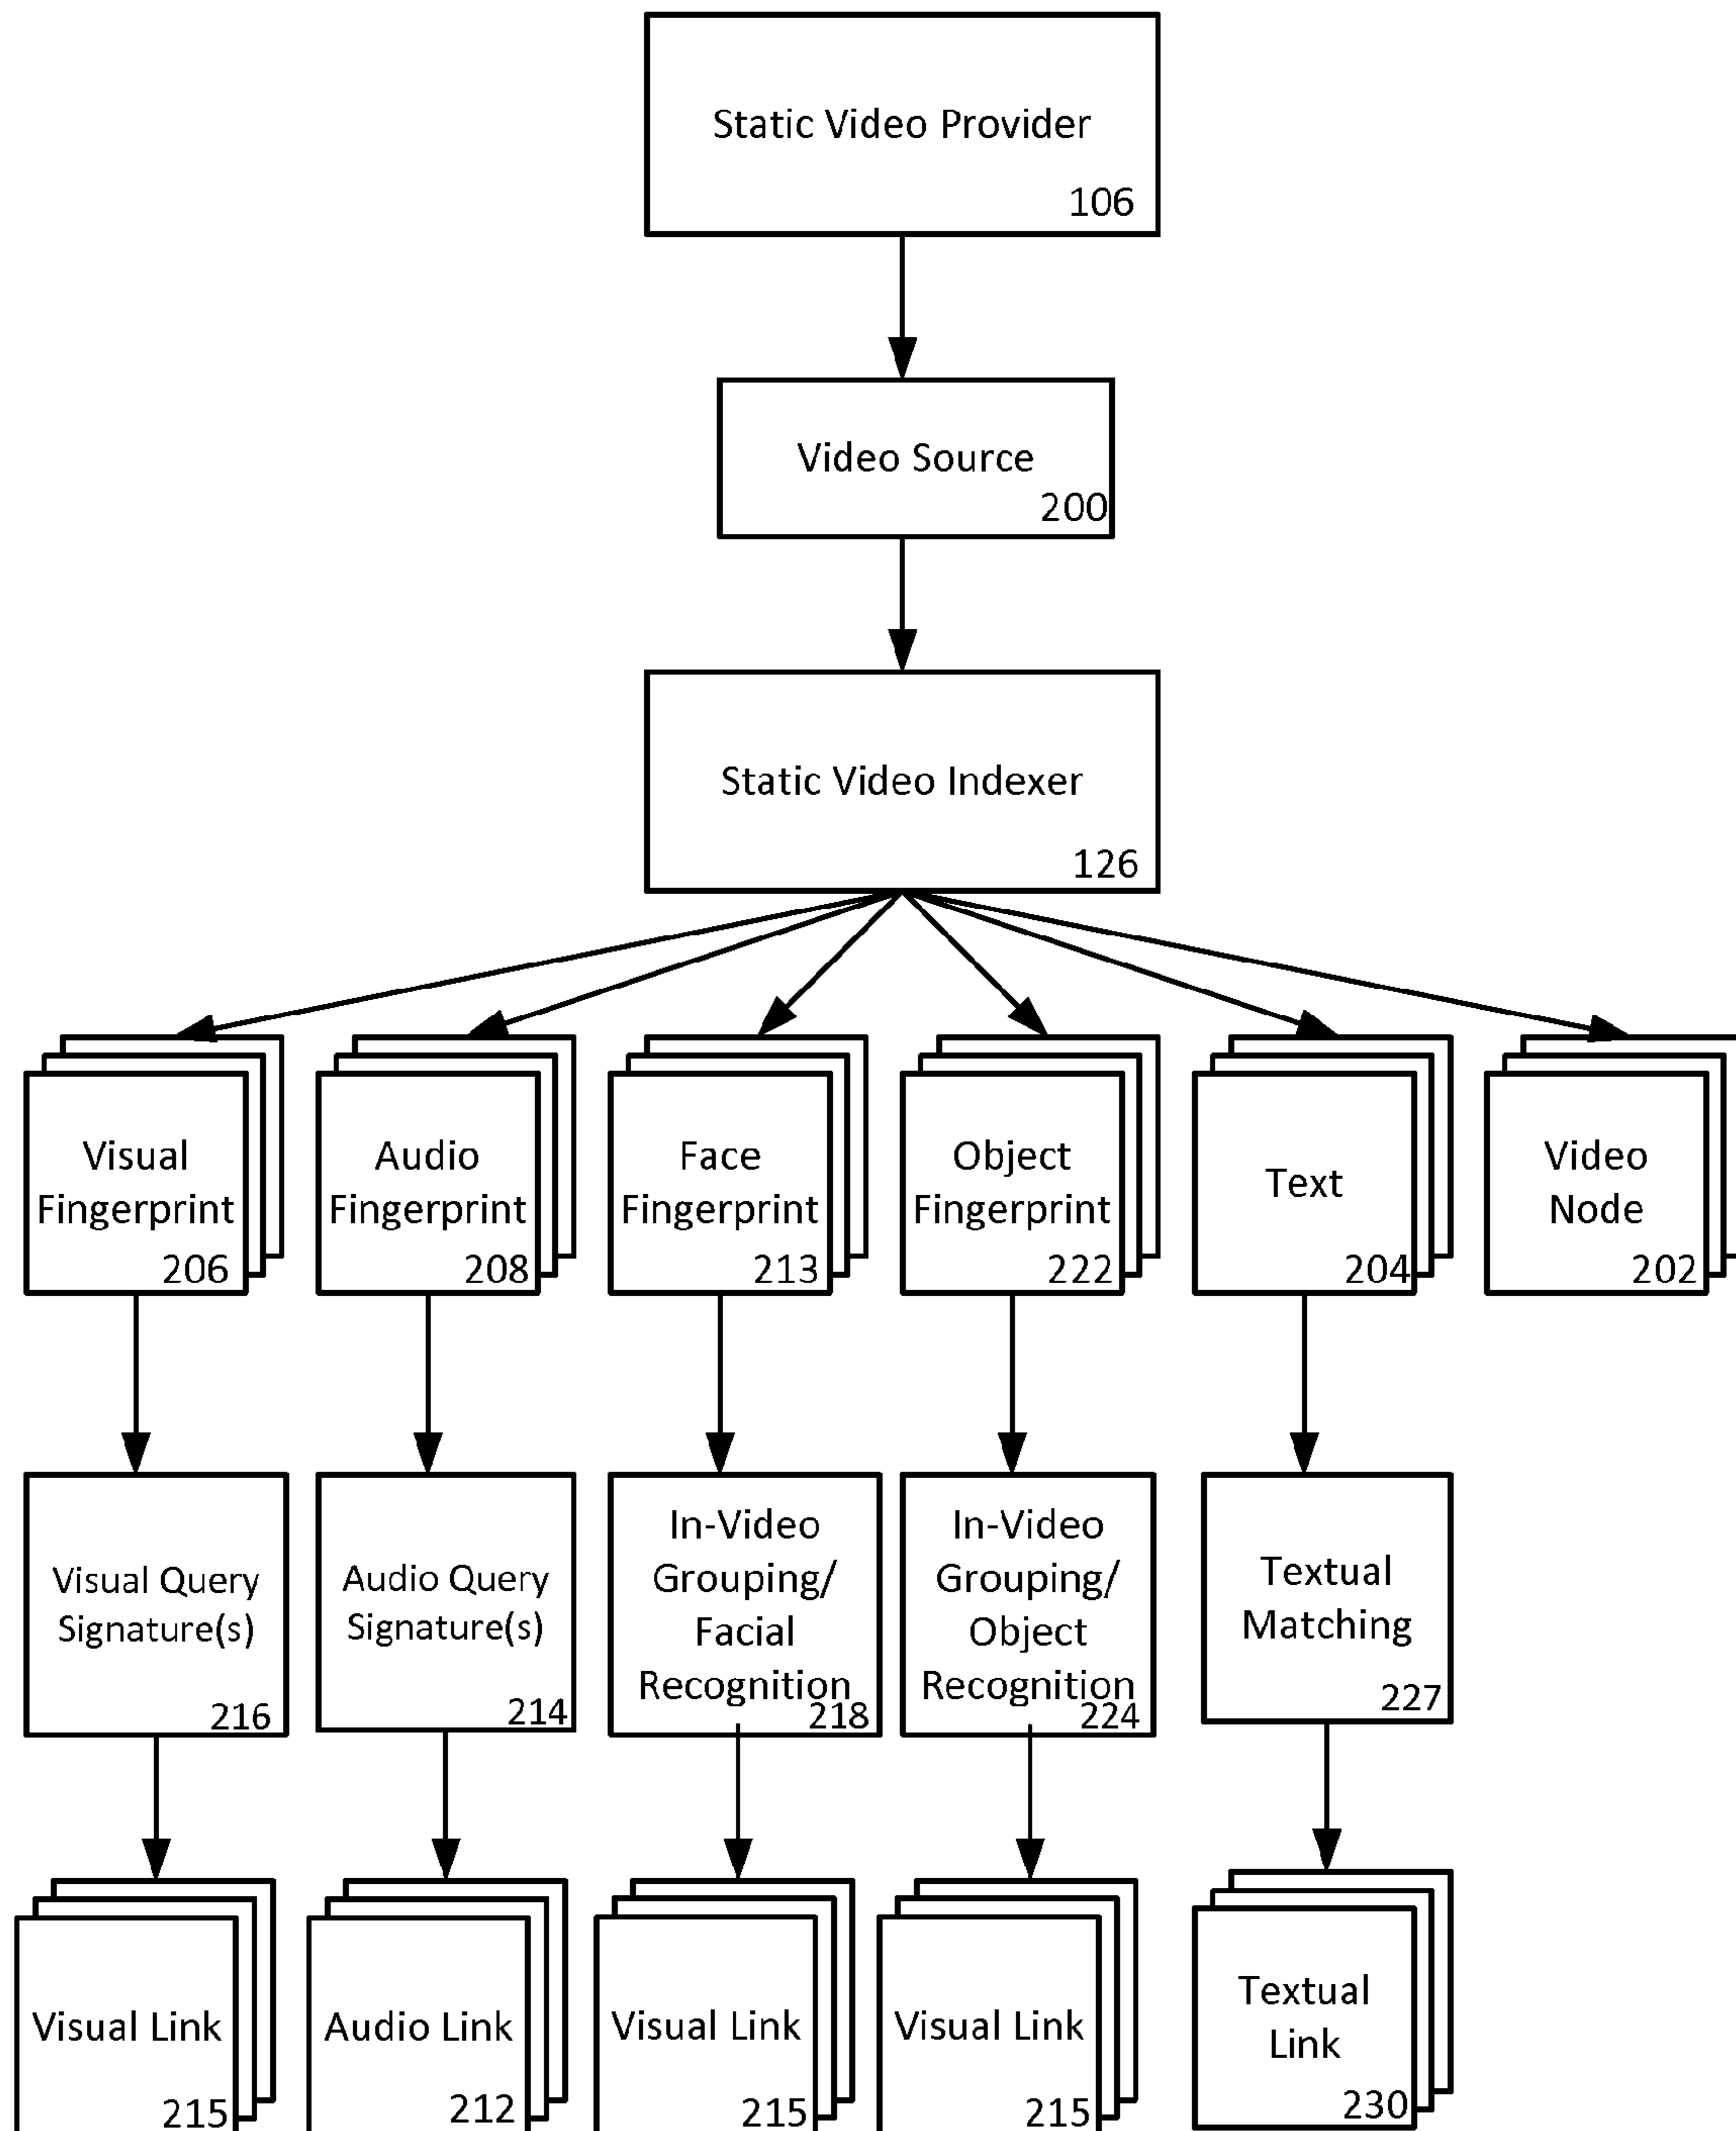 Static Video Provider
106
Video Source
200
Static Video Indexer
126
Visual
Fingerprint
206
Audio
Fingerprint
208
Face
Fingerprint
213
Object
Fingerprint
222
Text
204
Video
Node
202
Visual Query
Signature(s)
216
Audio Query
Signature(s)
214
In-Video
Grouping/
Facial
Recognition
218
In-Video
Grouping/
Object
Recognition
224
Textual
Matching
227
Visual Link
215
Audio Link
212
Visual Link
215
Visual Link
215
Textual
Link
230